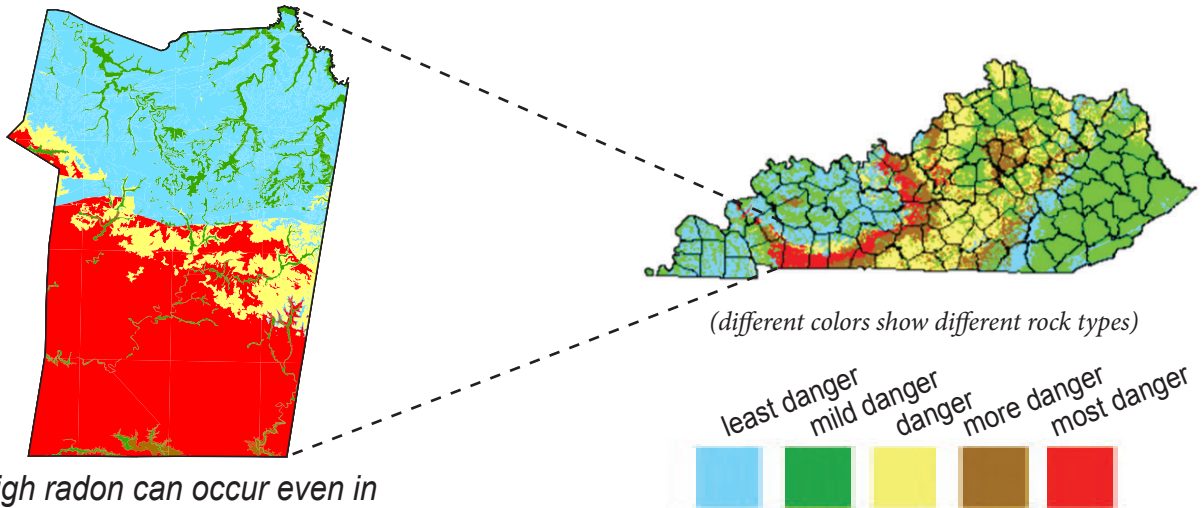 (different colors show different rock types)
least danger
mild danger
danger
more danger
most danger
igh radon can occur even in